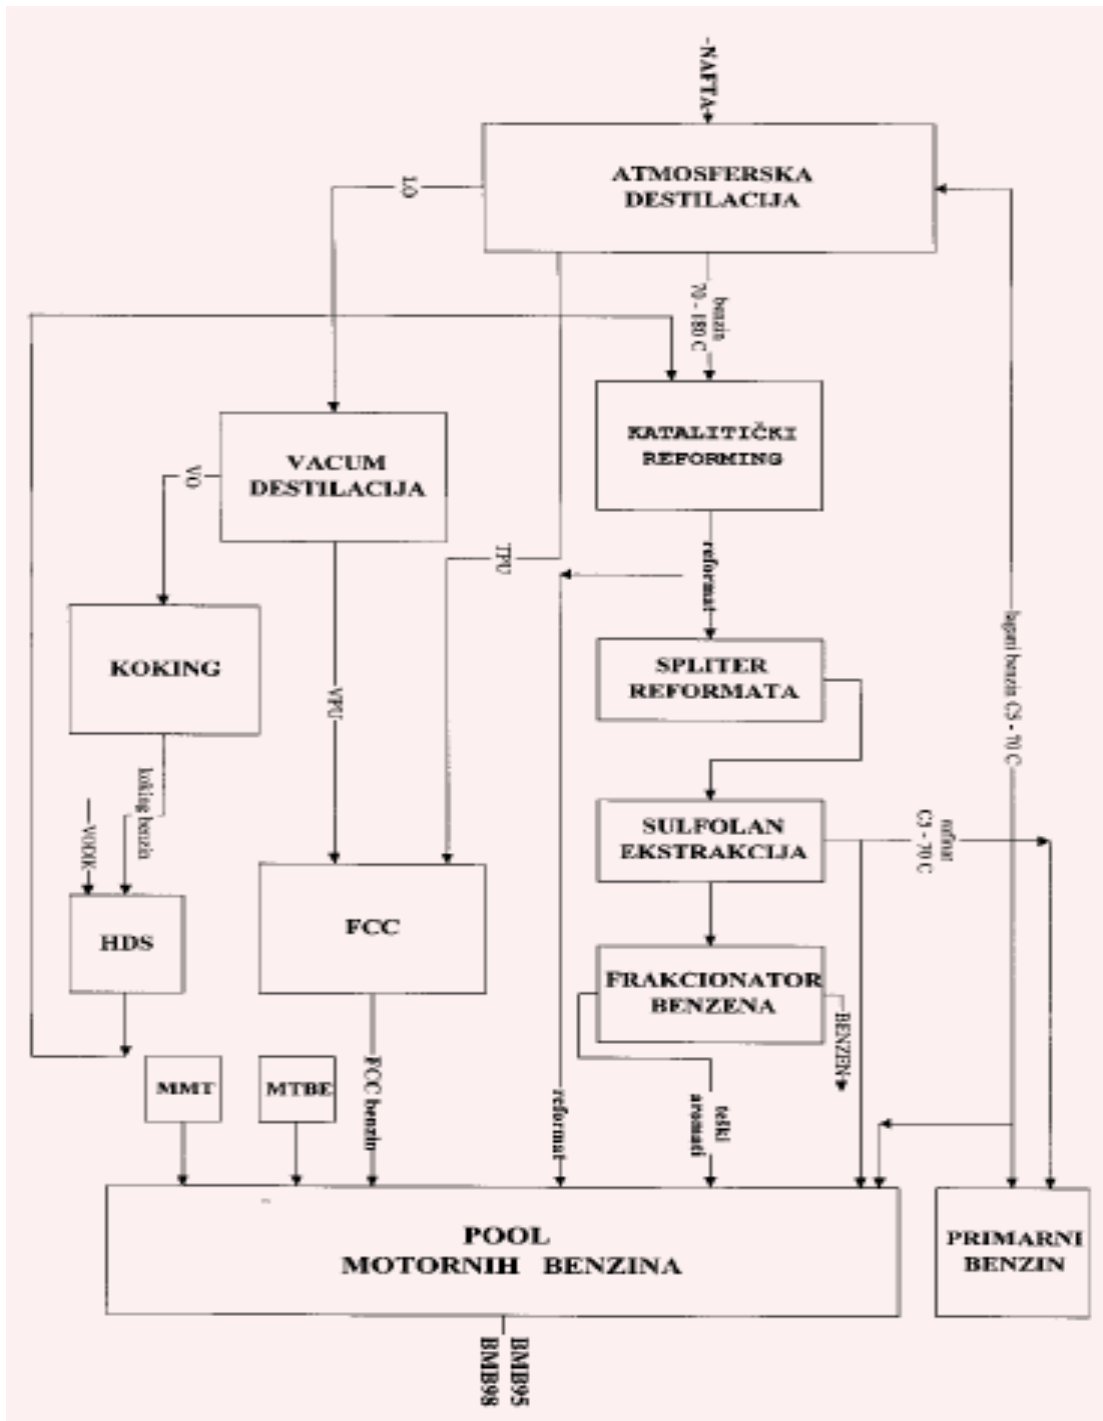 NAFTA
ATMOSFERSKA
DESTILACIJA
LO
benzin
70 - 180 C
KATALITIČKI
REFORMING
VACUM
DESTILACIJA
VO
TPU
reformat
KOKING
VPU
SPLITER
REFORMATA
lagani benzin C5 - 70 C
koking benzin
VODIK
SULFOLAN
EKSTRAKCIJA
rafinat
C5 - 70 C
HDS
FCC
FRAKCIONATOR
BENZENA
BENZEN
MMT
MTBE
FCC benzin
reformat
teški
aromati
POOL
MOTORNIH BENZINA
PRIMARNI
BENZIN
BMB95
BMB98